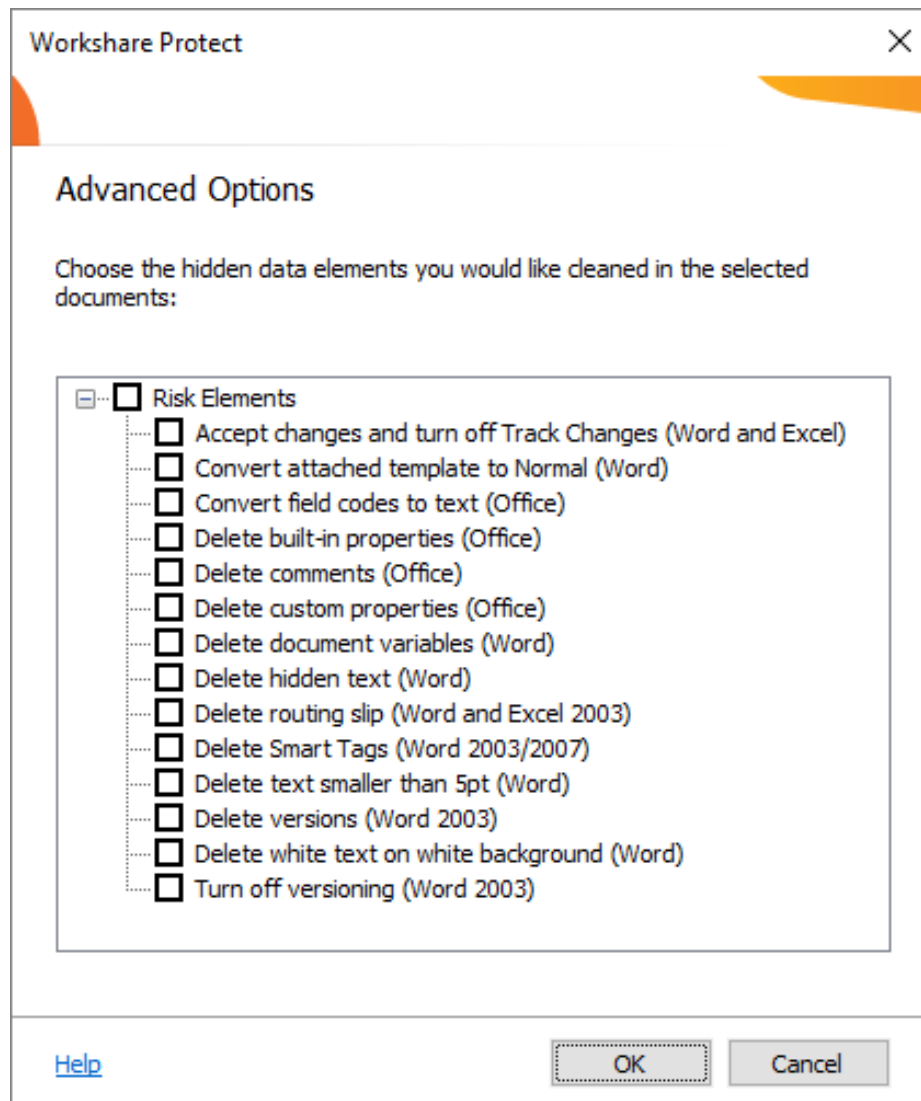 Workshare Protect
Advanced Options
Choose the hidden data elements you would like cleaned in the selected
documents:
Risk Elements
Accept changes and turn off Track Changes (Word and Excel)
Convert attached template to Normal (Word)
Convert field codes to text (Office)
Delete built-in properties (Office)
Delete comments (Office)
Delete custom properties (Office)
Delete document variables (Word)
Delete hidden text (Word)
Delete routing slip (Word and Excel 2003)
Delete Smart Tags (Word 2003/2007)
Delete text smaller than 5pt (Word)
Delete versions (Word 2003)
Delete white text on white background (Word)
Turn off versioning (Word 2003)
Help OK Cancel